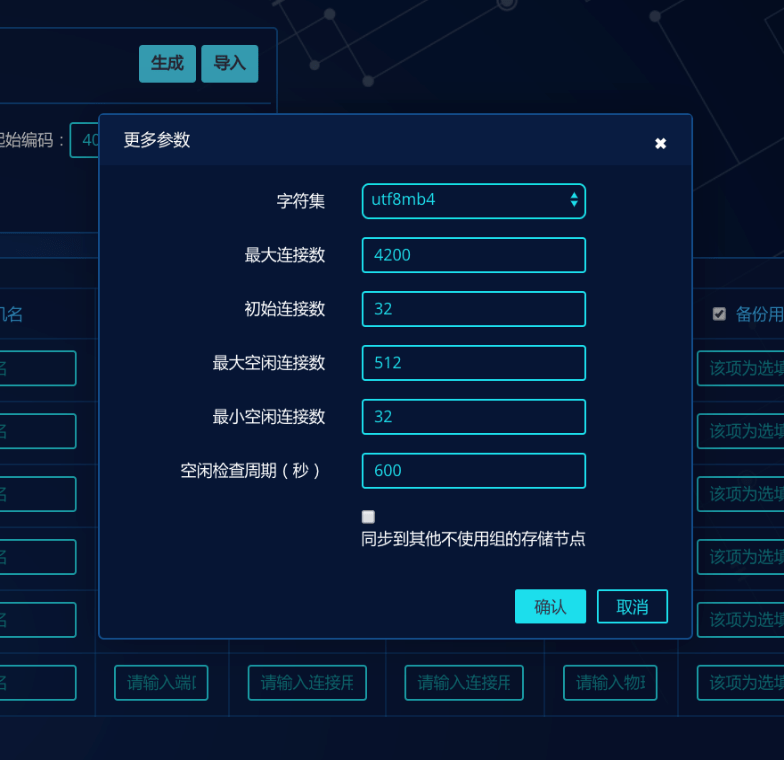 生成 导入
始编码： 40
更多参数
字符集 utf8mb4
最大连接数 4200
初始连接数 32
最大空闲连接数 512
最小空闲连接数 32
空闲检查周期（秒） 600
同步到其他不使用组的存储节点
确认 取消
机名
备份用
名 该项为选填
名 该项为选填
名 该项为选填
名 该项为选填
名 该项为选填
名 请输入端 请输入连接用 请输入连接用 请输入物 该项为选填